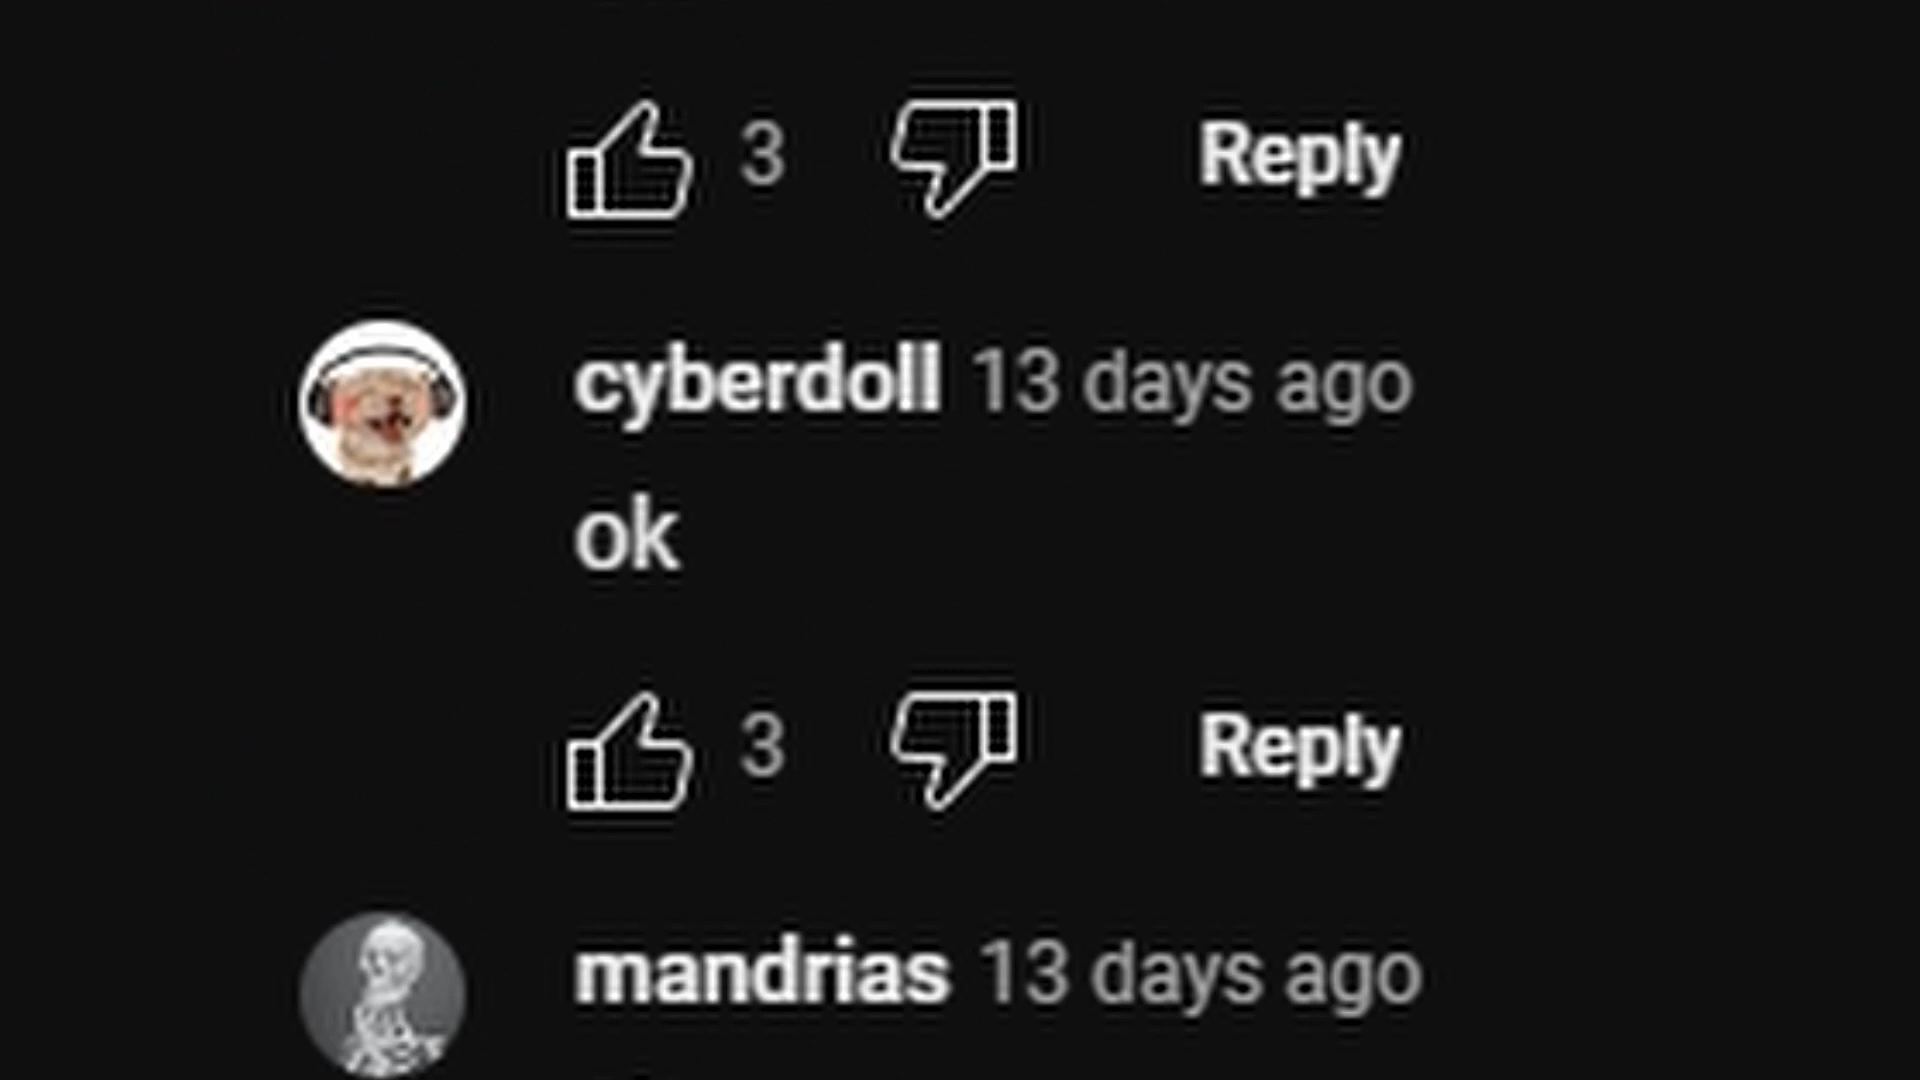 3 Reply
cyberdoll 13 days ago
ok
3 Reply
mandrias 13 days ago